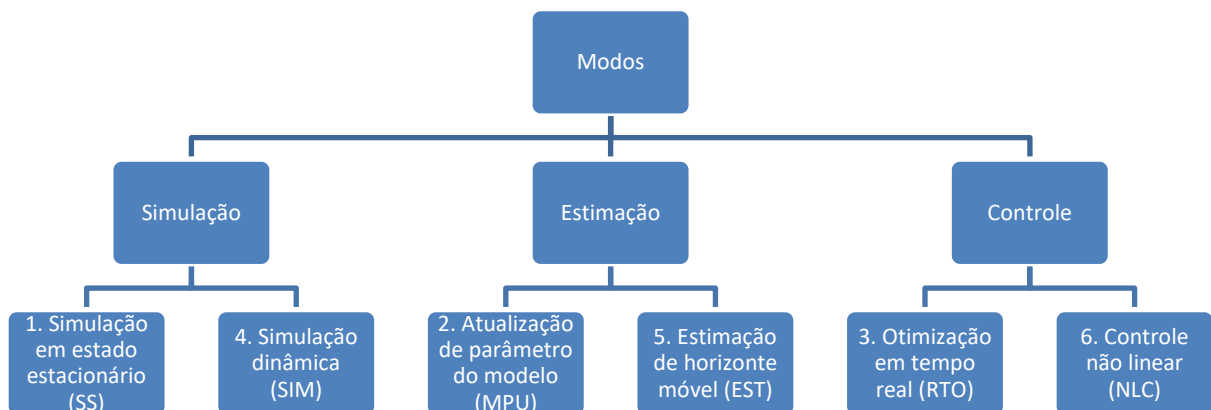 Modos
Simulação
Estimação
Controle
1. Simulação
em estado
estacionário
(SS)
4. Simulação
dinâmica
(SIM)
2. Atualização
de parâmetro
do modelo
(MPU)
5. Estimação
de horizonte
móvel (EST)
3. Otimização
em tempo
real (RTO)
6. Controle
não linear
(NLC)